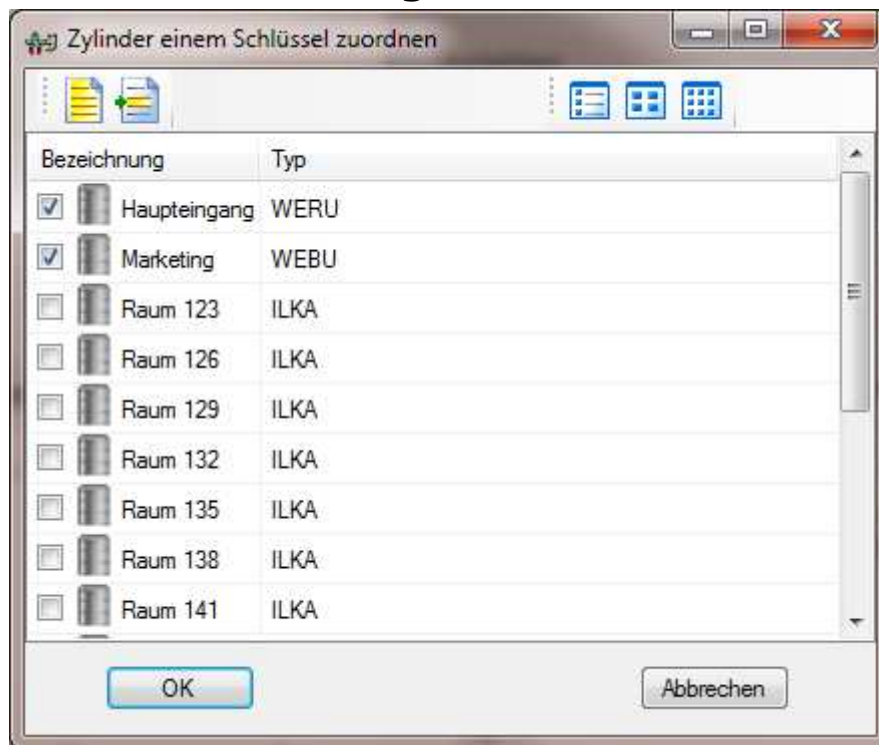 Zylinder einem Schlüssel zuordnen
Bezeichnung Typ
Haupteingang WERU
Marketing WEBU
Raum 123 ILKA
Raum 126 ILKA
Raum 129 ILKA
Raum 132 ILKA
Raum 135 ILKA
Raum 138 ILKA
Raum 141 ILKA
OK Abbrechen